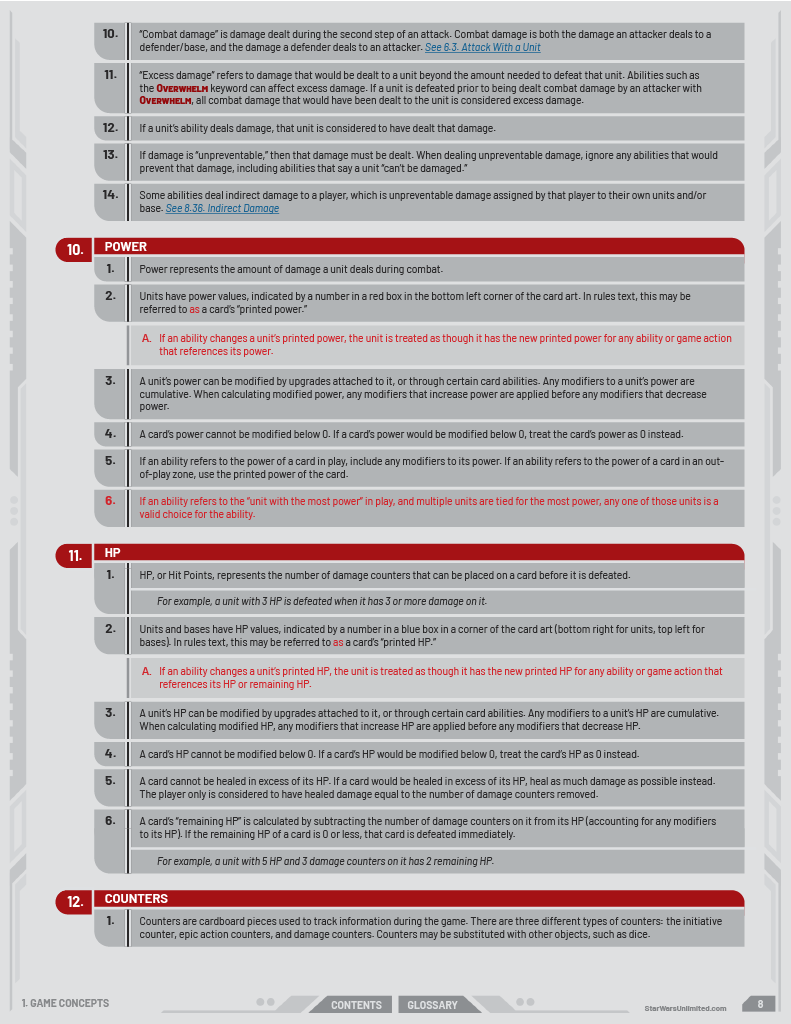 10. “Combat damage” is damage dealt during the second step of an attack. Combat damage is both the damage an attacker deals to a
defender/base, and the damage a defender deals to an attacker. See 6.3. Attack With a Unit
11. “Excess damage” refers to damage that would be dealt to a unit beyond the amount needed to defeat that unit. Abilities such as
the OVERWHELM keyword can affect excess damage. If a unit is defeated prior to being dealt combat damage by an attacker with
OVERWHELM, all combat damage that would have been dealt to the unit is considered excess damage.
12. If a unit’s ability deals damage, that unit is considered to have dealt that damage.
13. If damage is “unpreventable,” then that damage must be dealt. When dealing unpreventable damage, ignore any abilities that would
prevent that damage, including abilities that say a unit “can’t be damaged.”
14. Some abilities deal indirect damage to a player, which is unpreventable damage assigned by that player to their own units and/or
base. See 8.36. Indirect Damage
10. POWER
1. Power represents the amount of damage a unit deals during combat.
2. Units have power values, indicated by a number in a red box in the bottom left corner of the card art. In rules text, this may be
referred to as a card’s “printed power.”
A. If an ability changes a unit’s printed power, the unit is treated as though it has the new printed power for any ability or game action
that references its power.
3. A unit’s power can be modified by upgrades attached to it, or through certain card abilities. Any modifiers to a unit’s power are
cumulative. When calculating modified power, any modifiers that increase power are applied before any modifiers that decrease
power.
4. A card’s power cannot be modified below 0. If a card’s power would be modified below 0, treat the card’s power as 0 instead.
5. If an ability refers to the power of a card in play, include any modifiers to its power. If an ability refers to the power of a card in an out-
of-play zone, use the printed power of the card.
6. If an ability refers to the “unit with the most power” in play, and multiple units are tied for the most power, any one of those units is a
valid choice for the ability.
11. HP
1. HP, or Hit Points, represents the number of damage counters that can be placed on a card before it is defeated.
For example, a unit with 3 HP is defeated when it has 3 or more damage on it.
2. Units and bases have HP values, indicated by a number in a blue box in a corner of the card art (bottom right for units, top left for
bases). In rules text, this may be referred to as a card’s “printed HP.”
A. If an ability changes a unit’s printed HP, the unit is treated as though it has the new printed HP for any ability or game action that
references its HP or remaining HP.
3. A unit’s HP can be modified by upgrades attached to it, or through certain card abilities. Any modifiers to a unit’s HP are cumulative.
When calculating modified HP, any modifiers that increase HP are applied before any modifiers that decrease HP.
4. A card’s HP cannot be modified below 0. If a card’s HP would be modified below 0, treat the card’s HP as 0 instead.
5. A card cannot be healed in excess of its HP. If a card would be healed in excess of its HP, heal as much damage as possible instead.
The player only is considered to have healed damage equal to the number of damage counters removed.
6. A card’s “remaining HP” is calculated by subtracting the number of damage counters on it from its HP (accounting for any modifiers
to its HP). If the remaining HP of a card is 0 or less, that card is defeated immediately.
For example, a unit with 5 HP and 3 damage counters on it has 2 remaining HP.
12. COUNTERS
1. Counters are cardboard pieces used to track information during the game. There are three different types of counters: the initiative
counter, epic action counters, and damage counters. Counters may be substituted with other objects, such as dice.
1. GAME CONCEPTS
CONTENTS
GLOSSARY
StarWarsUnlimited.com
8